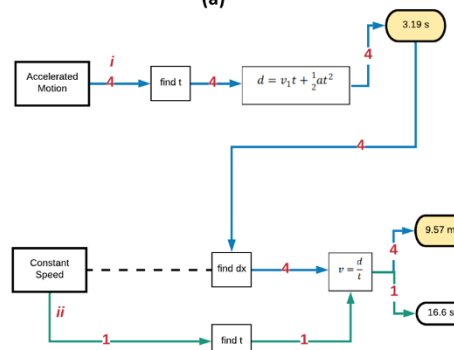 (a)
3.19 s
i
4
Accelerated
Motion
4
find t
4
d = v₁t + ½at²
4
9.57 m
Constant
Speed
find dx
4
v = d/t
4
1
ii
16.6 s
1
find t
1